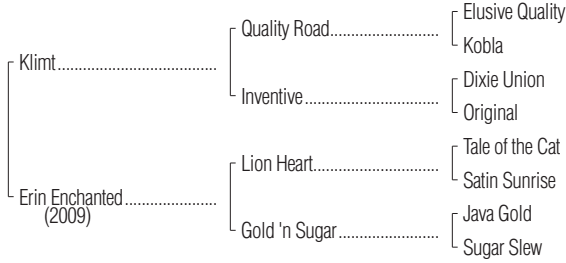 Elusive Quality
Quality Road
Kobla
Klimt
Dixie Union
Inventive
Original
Tale of the Cat
Lion Heart
Satin Sunrise
Erin Enchanted
(2009)
Java Gold
Gold 'n Sugar
Sugar Slew